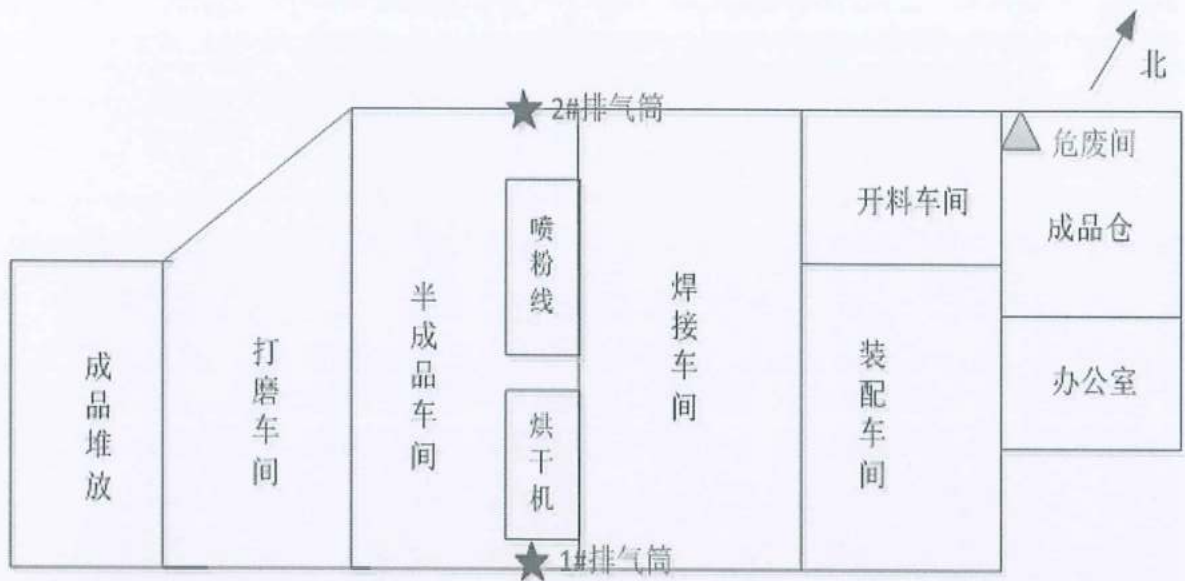 北
2#排气筒
危废间
开料车间
成品仓
喷粉线
半成品车间
焊接车间
打磨车间
装配车间
成品堆放
办公室
烘干机
1#排气筒